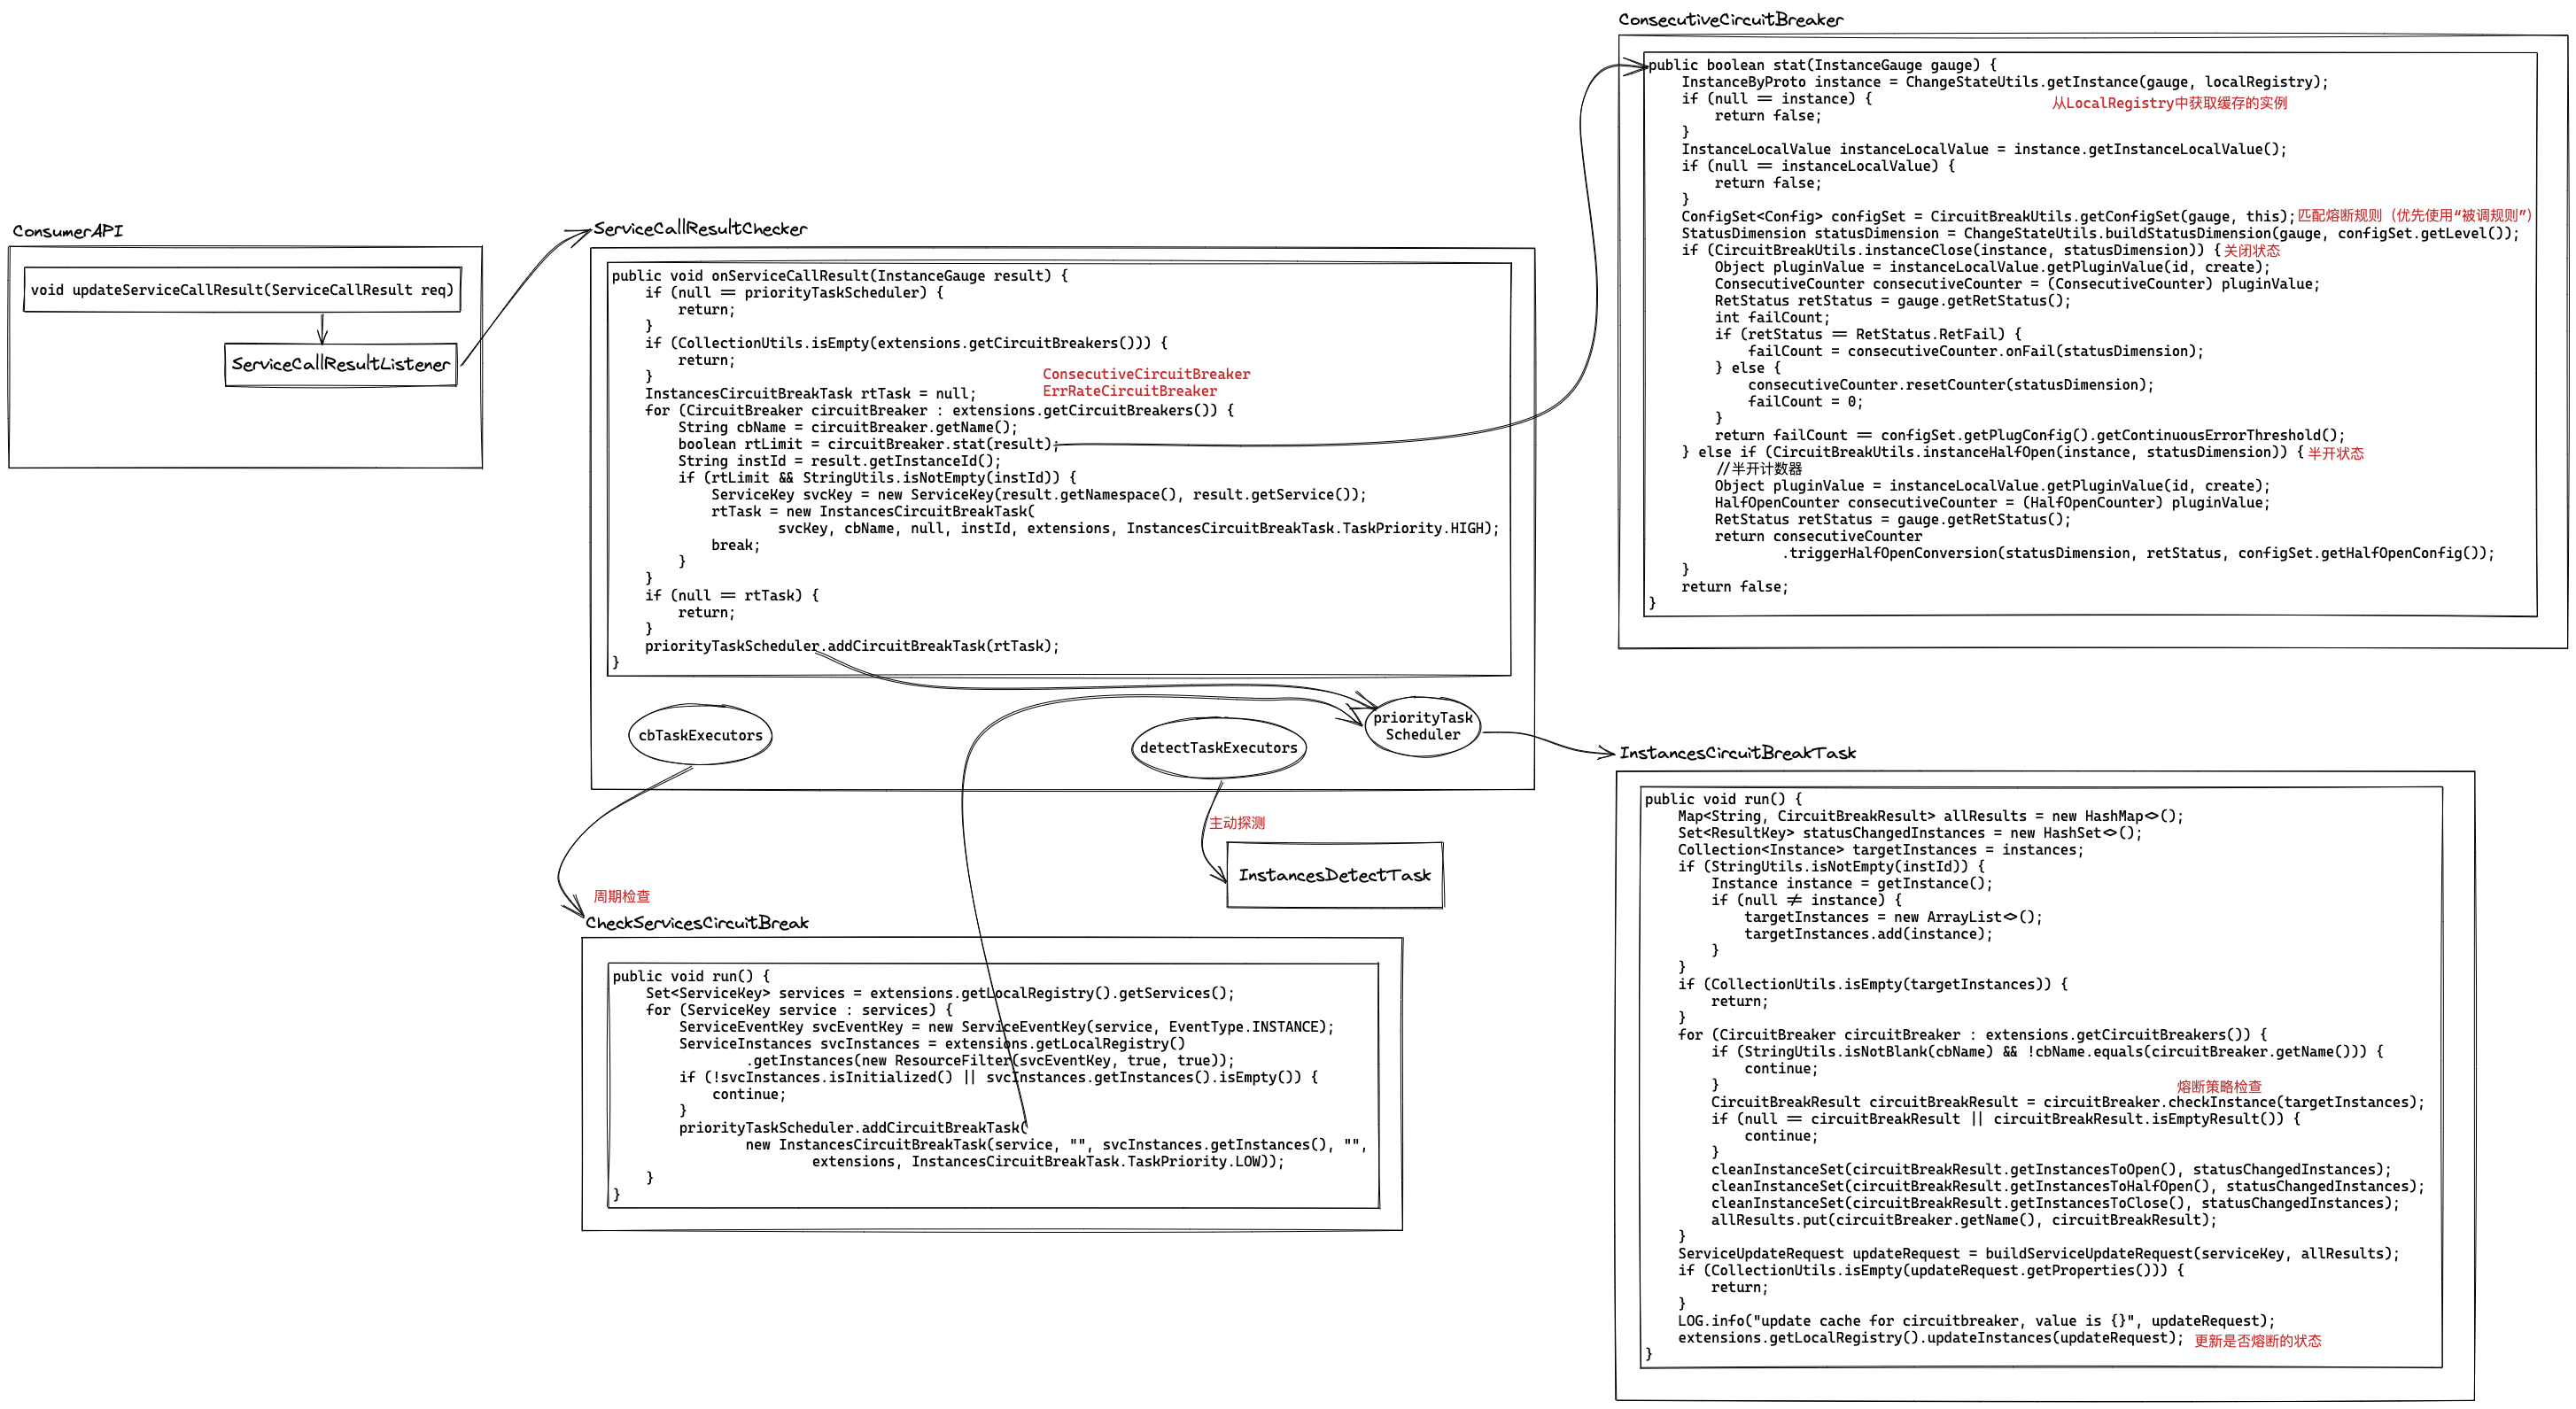 ConsumerAPI
void updateServiceCallResult(ServiceCallResult req)
ServiceCallResultListener
ServiceCallResultChecker
public void onServiceCallResult(InstanceGauge result) {
    if (null == priorityTaskScheduler) {
        return;
    }
    if (CollectionUtils.isEmpty(extensions.getCircuitBreakers())) {
        return;
    }
ConsecutiveCircuitBreaker
ErrRateCircuitBreaker
    InstancesCircuitBreakTask rtTask = null;
    for (CircuitBreaker circuitBreaker : extensions.getCircuitBreakers()) {
        String cbName = circuitBreaker.getName();
        boolean rtLimit = circuitBreaker.stat(result);
        String instId = result.getInstanceId();
        if (rtLimit && StringUtils.isNotEmpty(instId)) {
            ServiceKey svcKey = new ServiceKey(result.getNamespace(), result.getService());
            rtTask = new InstancesCircuitBreakTask(
                    svcKey, cbName, null, instId, extensions, InstancesCircuitBreakTask.TaskPriority.HIGH);
            break;
        }
    }
    if (null == rtTask) {
        return;
    }
    priorityTaskScheduler.addCircuitBreakTask(rtTask);
}
cbTaskExecutors
detectTaskExecutors
priorityTask
Scheduler
主动探测
InstancesDetectTask
周期检查
CheckServicesCircuitBreak
public void run() {
    Set<ServiceKey> services = extensions.getLocalRegistry().getServices();
    for (ServiceKey service : services) {
        ServiceEventKey svcEventKey = new ServiceEventKey(service, EventType.INSTANCE);
        ServiceInstances svcInstances = extensions.getLocalRegistry()
                .getInstances(new ResourceFilter(svcEventKey, true, true));
        if (!svcInstances.isInitialized() || svcInstances.getInstances().isEmpty()) {
            continue;
        }
        priorityTaskScheduler.addCircuitBreakTask(
                new InstancesCircuitBreakTask(service, "", svcInstances.getInstances(), "",
                        extensions, InstancesCircuitBreakTask.TaskPriority.LOW));
    }
}
ConsecutiveCircuitBreaker
public boolean stat(InstanceGauge gauge) {
    InstanceByProto instance = ChangeStateUtils.getInstance(gauge, localRegistry);
    if (null == instance) { 从LocalRegistry中获取缓存的实例
        return false;
    }
    InstanceLocalValue instanceLocalValue = instance.getInstanceLocalValue();
    if (null == instanceLocalValue) {
        return false;
    }
    ConfigSet<Config> configSet = CircuitBreakUtils.getConfigSet(gauge, this); 匹配熔断规则（优先使用“被调规则”）
    StatusDimension statusDimension = ChangeStateUtils.buildStatusDimension(gauge, configSet.getLevel());
    if (CircuitBreakUtils.instanceClose(instance, statusDimension)) { 关闭状态
        Object pluginValue = instanceLocalValue.getPluginValue(id, create);
        ConsecutiveCounter consecutiveCounter = (ConsecutiveCounter) pluginValue;
        RetStatus retStatus = gauge.getRetStatus();
        int failCount;
        if (retStatus == RetStatus.RetFail) {
            failCount = consecutiveCounter.onFail(statusDimension);
        } else {
            consecutiveCounter.resetCounter(statusDimension);
            failCount = 0;
        }
        return failCount == configSet.getPlugConfig().getContinuousErrorThreshold();
    } else if (CircuitBreakUtils.instanceHalfOpen(instance, statusDimension)) { 半开状态
        //半开计数器
        Object pluginValue = instanceLocalValue.getPluginValue(id, create);
        HalfOpenCounter consecutiveCounter = (HalfOpenCounter) pluginValue;
        RetStatus retStatus = gauge.getRetStatus();
        return consecutiveCounter
                .triggerHalfOpenConversion(statusDimension, retStatus, configSet.getHalfOpenConfig());
    }
    return false;
}
InstancesCircuitBreakTask
public void run() {
    Map<String, CircuitBreakResult> allResults = new HashMap<>();
    Set<ResultKey> statusChangedInstances = new HashSet<>();
    Collection<Instance> targetInstances = instances;
    if (StringUtils.isNotEmpty(instId)) {
        Instance instance = getInstance();
        if (null != instance) {
            targetInstances = new ArrayList<>();
            targetInstances.add(instance);
        }
    }
    if (CollectionUtils.isEmpty(targetInstances)) {
        return;
    }
    for (CircuitBreaker circuitBreaker : extensions.getCircuitBreakers()) {
        if (StringUtils.isNotBlank(cbName) && !cbName.equals(circuitBreaker.getName())) {
            continue;
        } 熔断策略检查
        CircuitBreakResult circuitBreakResult = circuitBreaker.checkInstance(targetInstances);
        if (null == circuitBreakResult || circuitBreakResult.isEmptyResult()) {
            continue;
        }
        cleanInstanceSet(circuitBreakResult.getInstancesToOpen(), statusChangedInstances);
        cleanInstanceSet(circuitBreakResult.getInstancesToHalfOpen(), statusChangedInstances);
        cleanInstanceSet(circuitBreakResult.getInstancesToClose(), statusChangedInstances);
        allResults.put(circuitBreaker.getName(), circuitBreakResult);
    }
    ServiceUpdateRequest updateRequest = buildServiceUpdateRequest(serviceKey, allResults);
    if (CollectionUtils.isEmpty(updateRequest.getProperties())) {
        return;
    }
    LOG.info("update cache for circuitbreaker, value is {}", updateRequest);
    extensions.getLocalRegistry().updateInstances(updateRequest); 更新是否熔断的状态
}